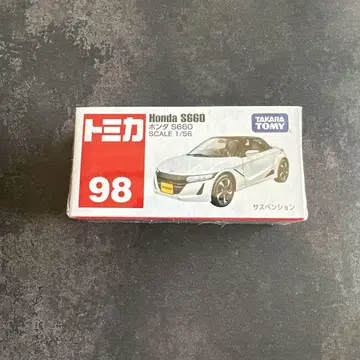 トミカ
98
Honda S660
ホンダ S660
SCALE 1/56
TAKARA
TOMY
サスペンション